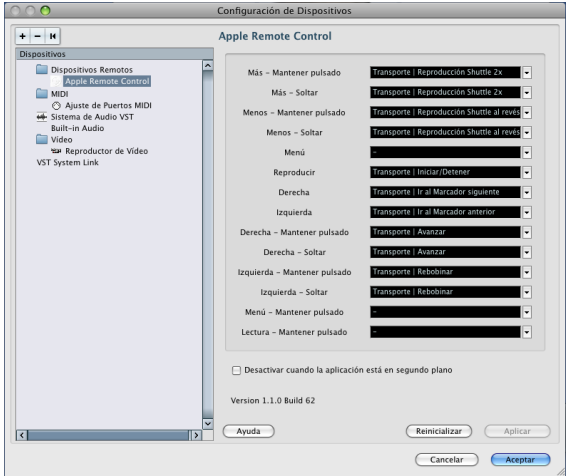 Configuración de Dispositivos
Dispositivos
Dispositivos Remotos
Apple Remote Control
MIDI
Ajuste de Puertos MIDI
Sistema de Audio VST
Built-in Audio
Vídeo
Reproductor de Vídeo
VST System Link
Apple Remote Control
Más - Mantener pulsado Transporte | Reproducción Shuttle 2x
Más - Soltar Transporte | Reproducción Shuttle 2x
Menos - Mantener pulsado Transporte | Reproducción Shuttle al revés
Menos - Soltar Transporte | Reproducción Shuttle al revés
Menú -
Reproducir Transporte | Iniciar/Detener
Derecha Transporte | Ir al Marcador siguiente
Izquierda Transporte | Ir al Marcador anterior
Derecha - Mantener pulsado Transporte | Avanzar
Derecha - Soltar Transporte | Avanzar
Izquierda - Mantener pulsado Transporte | Rebobinar
Izquierda - Soltar Transporte | Rebobinar
Menú - Mantener pulsado -
Lectura - Mantener pulsado -
Desactivar cuando la aplicación está en segundo plano
Version 1.1.0 Build 62
Ayuda Reinicializar Aplicar
Cancelar Aceptar